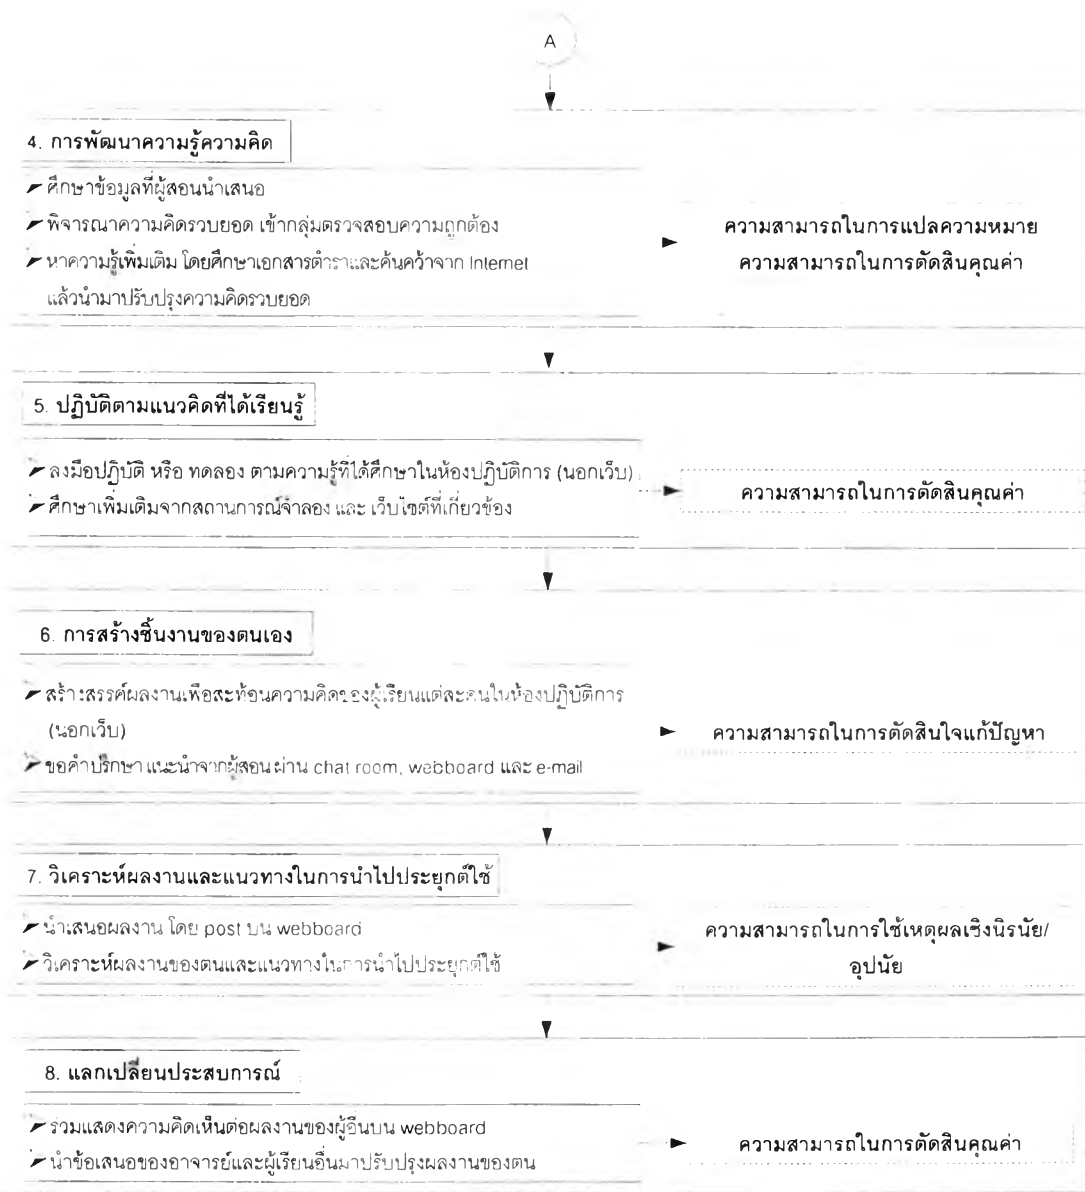 A
4. การพัฒนาความรู้ความคิด
ศึกษาข้อมูลที่ผู้สอนนำเสนอ
พิจารณาความคิดรวบยอด เข้ากลุ่มตรวจสอบความถูกต้อง
หาความรู้เพิ่มเติม โดยศึกษาเอกสารตำราและค้นคว้าจาก Internet
แล้วนำมาปรับปรุงความคิดรวบยอด
ความสามารถในการแปลความหมาย
ความสามารถในการตัดสินคุณค่า
5. ปฏิบัติตามแนวคิดที่ได้เรียนรู้
ลงมือปฏิบัติ หรือ ทดลอง ตามความรู้ที่ได้ศึกษาในห้องปฏิบัติการ (นอกเว็บ)
ศึกษาเพิ่มเติมจากสถานการณ์จำลอง และ เว็บไซต์ที่เกี่ยวข้อง
ความสามารถในการตัดสินคุณค่า
6. การสร้างชิ้นงานของตนเอง
สร้างสรรค์ผลงานเพื่อสะท้อนความคิดของผู้เรียนแต่ละคนในห้องปฏิบัติการ
(นอกเว็บ)
ขอคำปรึกษา แนะนำจากผู้สอน ผ่าน chat room, webboard และ e-mail
ความสามารถในการตัดสินใจแก้ปัญหา
7. วิเคราะห์ผลงานและแนวทางในการนำไปประยุกต์ใช้
นำเสนอผลงาน โดย post บน webboard
วิเคราะห์ผลงานของตนและแนวทางในการนำไปประยุกต์ใช้
ความสามารถในการใช้เหตุผลเชิงนิรนัย/
อุปนัย
8. แลกเปลี่ยนประสบการณ์
ร่วมแสดงความคิดเห็นต่อผลงานของผู้อื่นบน webboard
นำข้อเสนอของอาจารย์และผู้เรียนอื่นมาปรับปรุงผลงานของตน
ความสามารถในการตัดสินคุณค่า